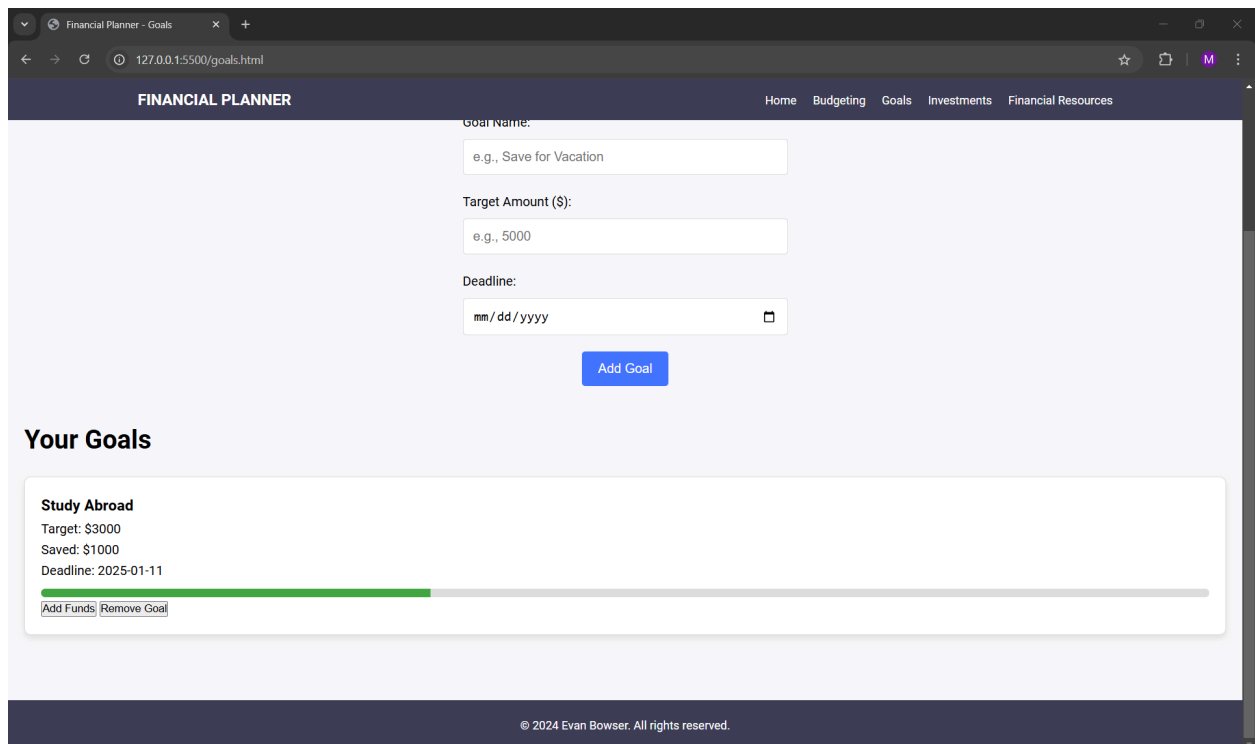 Financial Planner - Goals
127.0.0.1:5500/goals.html
M
FINANCIAL PLANNER Home Budgeting Goals Investments Financial Resources
Goal Name:
e.g., Save for Vacation
Target Amount ($):
e.g., 5000
Deadline:
mm/dd/yyyy
Add Goal
Your Goals
Study Abroad
Target: $3000
Saved: $1000
Deadline: 2025-01-11
Add Funds Remove Goal
© 2024 Evan Bowser. All rights reserved.